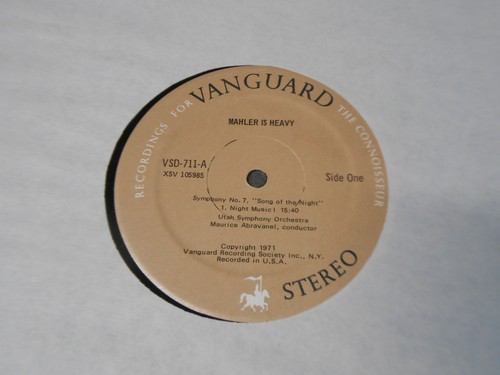 RECORDINGS FOR VANGUARD THE CONNOISSEUR
MAHLER IS HEAVY
VSD-711-A
XSV 105985
Side One
Symphony No. 7, "Song of the Night"
1. Night Music I 15:40
Utah Symphony Orchestra
Maurice Abravanel, conductor
Copyright 1971
Vanguard Recording Society Inc., N.Y.
Recorded in U.S.A.
STEREO